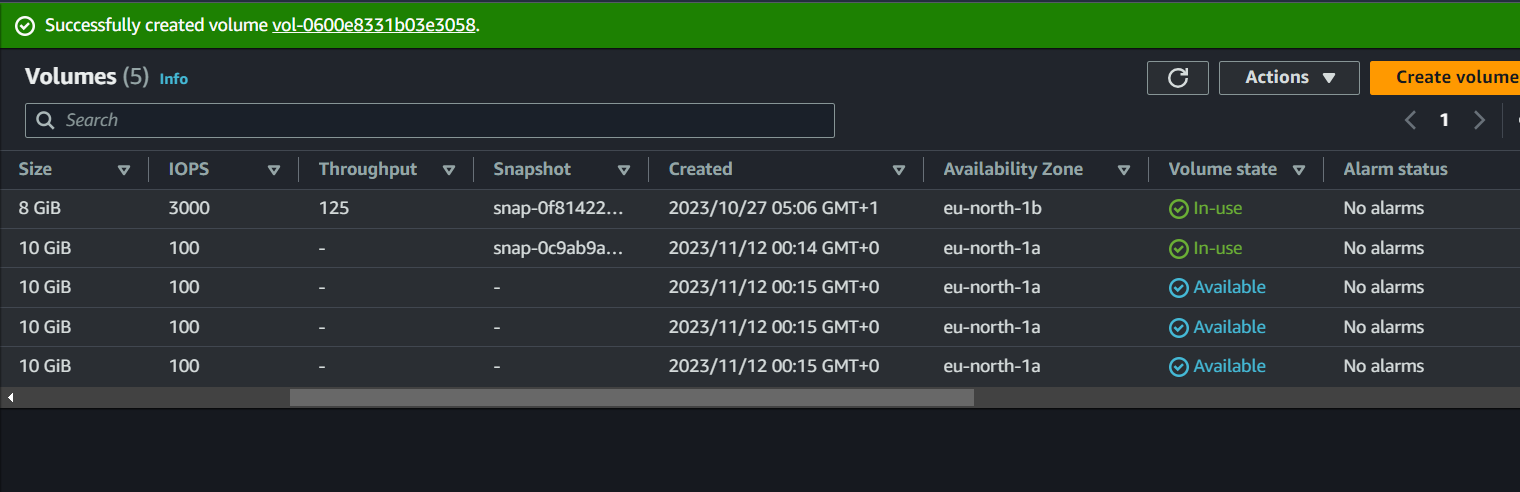 Successfully created volume vol-0600e8331b03e3058.
Volumes (5) Info
Actions Create volume
Search
1
Size IOPS Throughput Snapshot Created Availability Zone Volume state Alarm status
8 GiB 3000 125 snap-0f81422... 2023/10/27 05:06 GMT+1 eu-north-1b In-use No alarms
10 GiB 100 - snap-0c9ab9a... 2023/11/12 00:14 GMT+0 eu-north-1a In-use No alarms
10 GiB 100 - - 2023/11/12 00:15 GMT+0 eu-north-1a Available No alarms
10 GiB 100 - - 2023/11/12 00:15 GMT+0 eu-north-1a Available No alarms
10 GiB 100 - - 2023/11/12 00:15 GMT+0 eu-north-1a Available No alarms